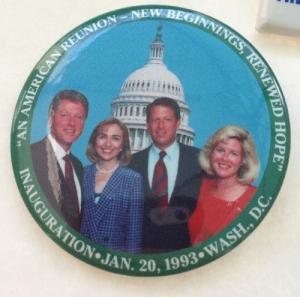 "AN AMERICAN REUNION - NEW BEGINNINGS, RENEWED HOPE"
INAUGURATION • JAN. 20, 1993 • WASH., D.C.